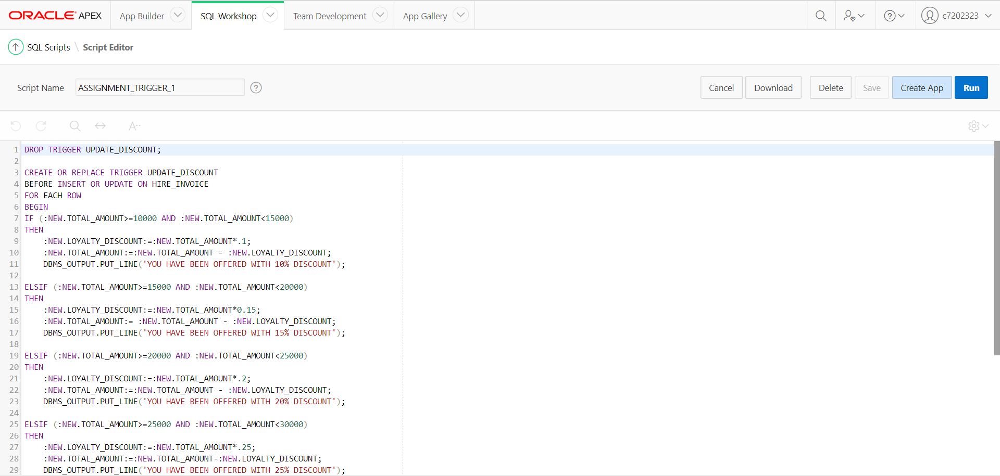 ORACLE APEX App Builder SQL Workshop Team Development App Gallery c7202323
SQL Scripts \ Script Editor
Script Name ASSIGNMENT_TRIGGER_1 ? Cancel Download Delete Save Create App Run
A
1 DROP TRIGGER UPDATE_DISCOUNT;
2
3 CREATE OR REPLACE TRIGGER UPDATE_DISCOUNT
4 BEFORE INSERT OR UPDATE ON HIRE_INVOICE
5 FOR EACH ROW
6 BEGIN
7 IF (:NEW.TOTAL_AMOUNT>=10000 AND :NEW.TOTAL_AMOUNT<15000)
8 THEN
9     :NEW.LOYALTY_DISCOUNT:=:NEW.TOTAL_AMOUNT*.1;
10     :NEW.TOTAL_AMOUNT:=:NEW.TOTAL_AMOUNT - :NEW.LOYALTY_DISCOUNT;
11     DBMS_OUTPUT.PUT_LINE('YOU HAVE BEEN OFFERED WITH 10% DISCOUNT');
12
13 ELSIF (:NEW.TOTAL_AMOUNT>=15000 AND :NEW.TOTAL_AMOUNT<20000)
14 THEN
15     :NEW.LOYALTY_DISCOUNT:=:NEW.TOTAL_AMOUNT*0.15;
16     :NEW.TOTAL_AMOUNT:= :NEW.TOTAL_AMOUNT - :NEW.LOYALTY_DISCOUNT;
17     DBMS_OUTPUT.PUT_LINE('YOU HAVE BEEN OFFERED WITH 15% DISCOUNT');
18
19 ELSIF (:NEW.TOTAL_AMOUNT>=20000 AND :NEW.TOTAL_AMOUNT<25000)
20 THEN
21     :NEW.LOYALTY_DISCOUNT:=:NEW.TOTAL_AMOUNT*.2;
22     :NEW.TOTAL_AMOUNT:=:NEW.TOTAL_AMOUNT - :NEW.LOYALTY_DISCOUNT;
23     DBMS_OUTPUT.PUT_LINE('YOU HAVE BEEN OFFERED WITH 20% DISCOUNT');
24
25 ELSIF (:NEW.TOTAL_AMOUNT>=25000 AND :NEW.TOTAL_AMOUNT<30000)
26 THEN
27     :NEW.LOYALTY_DISCOUNT:=:NEW.TOTAL_AMOUNT*.25;
28     :NEW.TOTAL_AMOUNT:=:NEW.TOTAL_AMOUNT-:NEW.LOYALTY_DISCOUNT;
29     DBMS_OUTPUT.PUT_LINE('YOU HAVE BEEN OFFERED WITH 25% DISCOUNT');